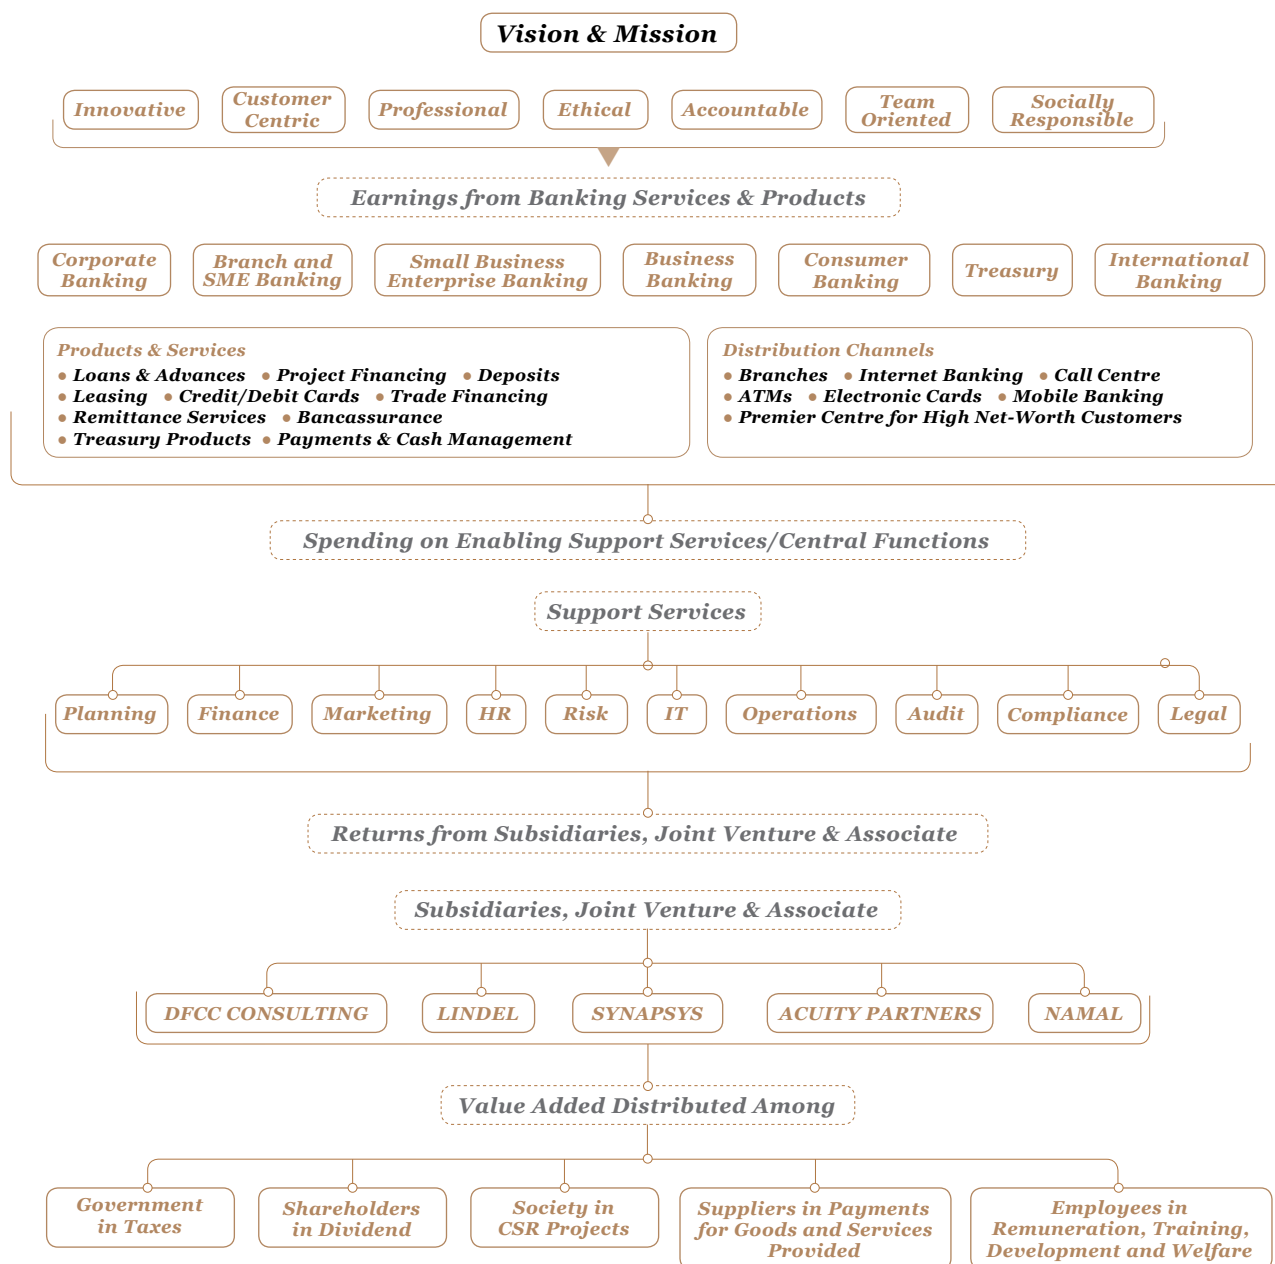 Vision & Mission
Innovative
Customer
Centric
Professional
Ethical
Accountable
Team
Oriented
Socially
Responsible
Earnings from Banking Services & Products
Corporate
Banking
Branch and
SME Banking
Small Business
Enterprise Banking
Business
Banking
Consumer
Banking
Treasury
International
Banking
Products & Services
• Loans & Advances • Project Financing • Deposits
• Leasing • Credit/Debit Cards • Trade Financing
• Remittance Services • Bancassurance
• Treasury Products • Payments & Cash Management
Distribution Channels
• Branches • Internet Banking • Call Centre
• ATMs • Electronic Cards • Mobile Banking
• Premier Centre for High Net-Worth Customers
Spending on Enabling Support Services/Central Functions
Support Services
Planning
Finance
Marketing
HR
Risk
IT
Operations
Audit
Compliance
Legal
Returns from Subsidiaries, Joint Venture & Associate
Subsidiaries, Joint Venture & Associate
DFCC CONSULTING
LINDEL
SYNAPSYS
ACUITY PARTNERS
NAMAL
Value Added Distributed Among
Government
in Taxes
Shareholders
in Dividend
Society in
CSR Projects
Suppliers in Payments
for Goods and Services
Provided
Employees in
Remuneration, Training,
Development and Welfare